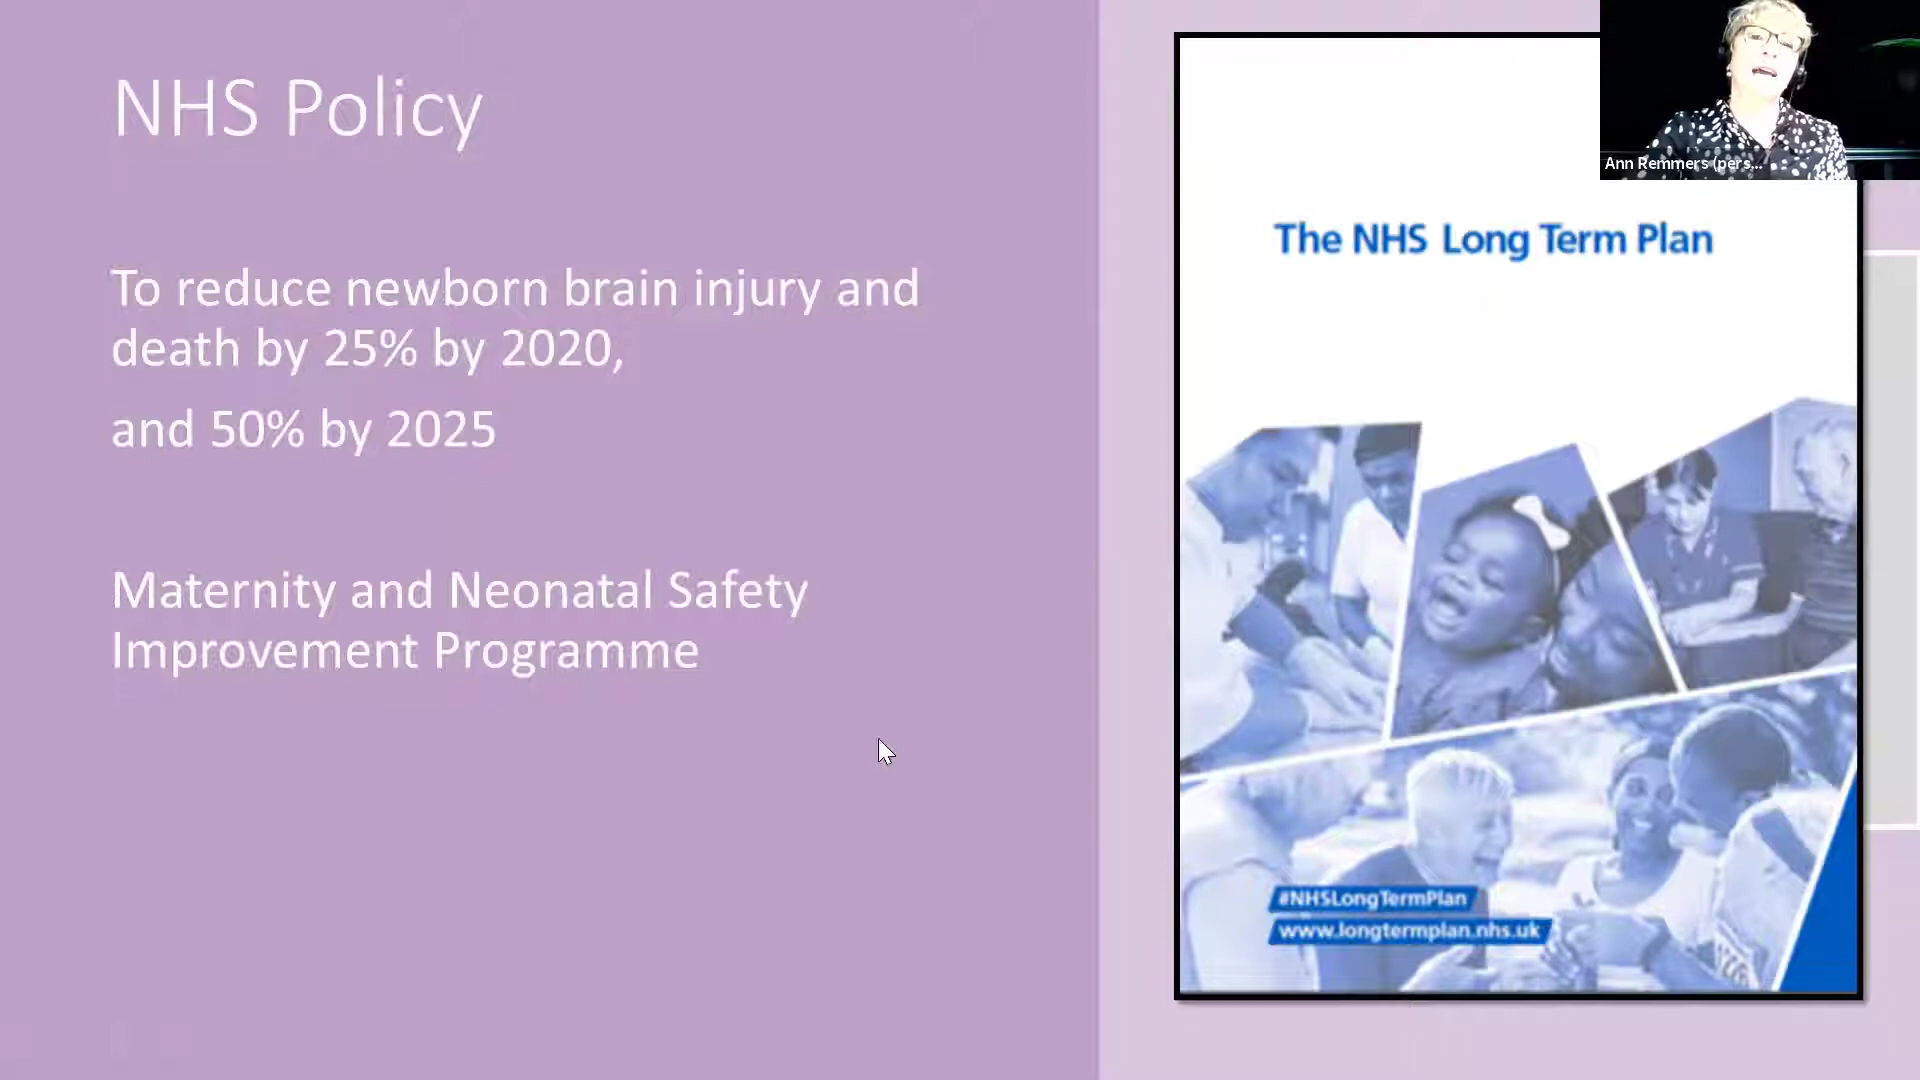 NHS Policy
To reduce newborn brain injury and
death by 25% by 2020,
and 50% by 2025
Maternity and Neonatal Safety
Improvement Programme
Ann Remmers (pers...
The NHS Long Term Plan
#NHSLongTermPlan
www.longtermplan.nhs.uk